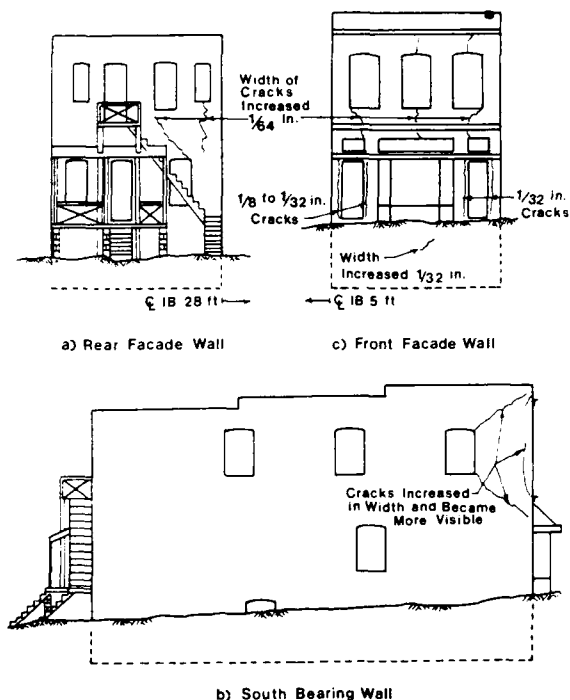 Width of
Cracks
Increased
1/64 in.
1/8 to 1/32 in.
Cracks
1/32 in.
Cracks
Width
Increased 1/32 in.
℄ IB 28 ft
℄ IB 5 ft
a) Rear Facade Wall
c) Front Facade Wall
Cracks Increased
in Width and Became
More Visible
b) South Bearing Wall